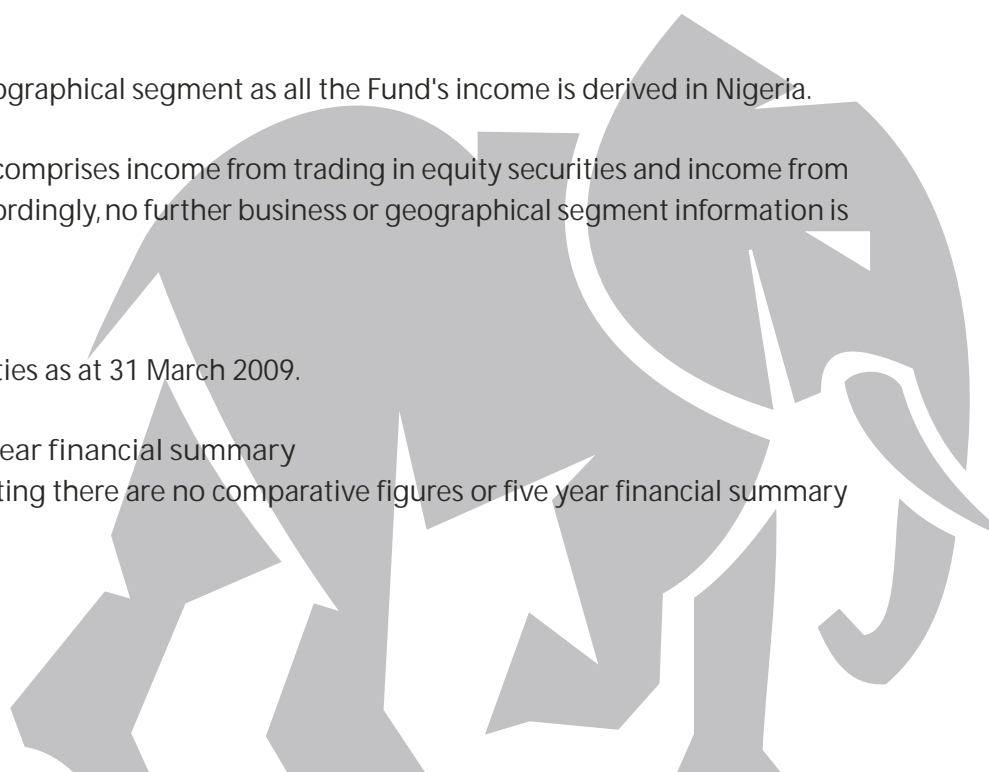 ographical segment as all the Fund's income is derived in Nigeria.
comprises income from trading in equity securities and income from
ordingly, no further business or geographical segment information is
ties as at 31 March 2009.
ear financial summary
ting there are no comparative figures or five year financial summary